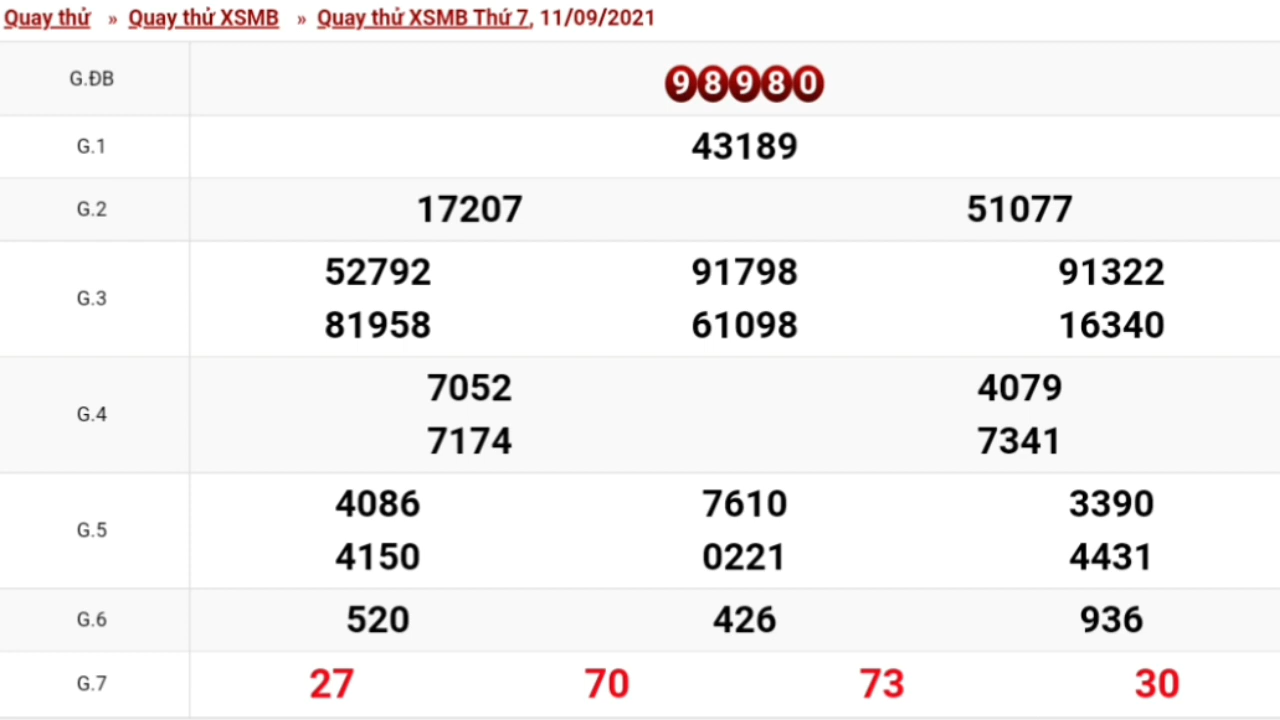 Quay thử » Quay thử XSMB » Quay thử XSMB Thứ 7, 11/09/2021
G.ĐB 98980
G.1 43189
G.2 17207 51077
G.3 52792 91798 91322
81958 61098 16340
G.4 7052 4079
7174 7341
G.5 4086 7610 3390
4150 0221 4431
G.6 520 426 936
G.7 27 70 73 30